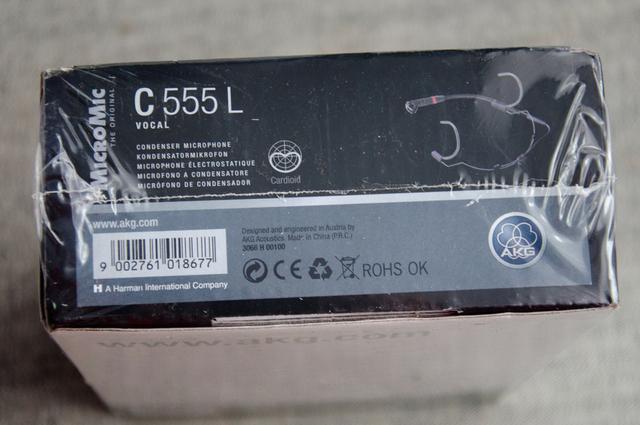 MICROMIC
THE ORIGINAL
C 555 L
VOCAL
CONDENSER MICROPHONE
KONDENSATORMIKROFON
MICROPHONE ÉLECTROSTATIQUE
MICROFONO A CONDENSATORE
MICRÓFONO DE CONDENSADOR
Cardioid
www.akg.com
9 002761 018677
H A Harman International Company
Designed and engineered in Austria by
AKG Acoustics. Made in China (P.R.C.)
3066 H 00100
CE ROHS OK
AKG
www.akg.com